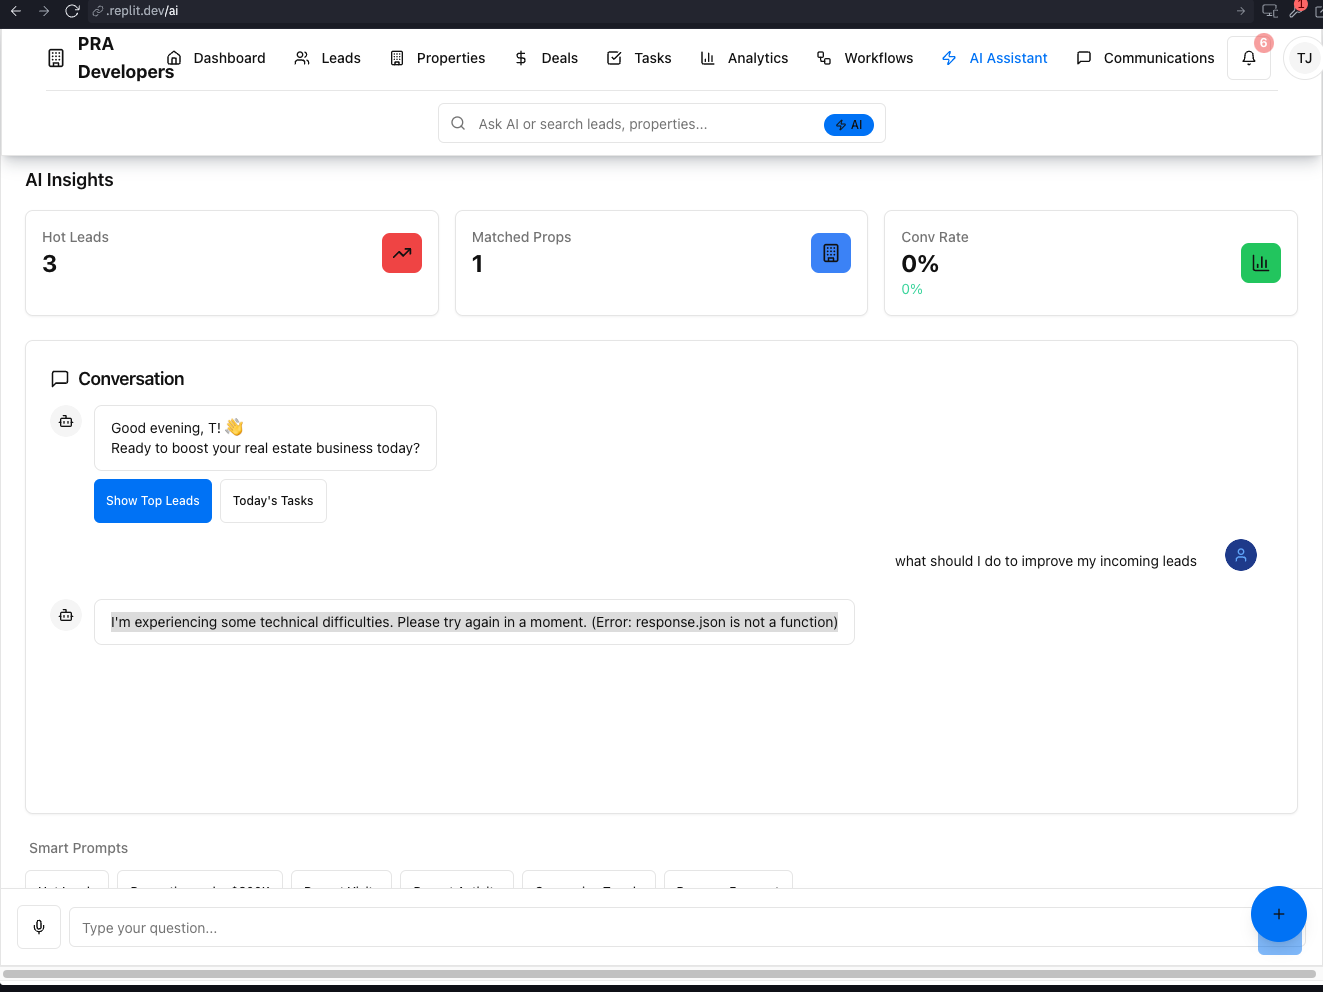 .replit.dev/ai
1
PRA
Developers
Dashboard
Leads
Properties
Deals
Tasks
Analytics
Workflows
AI Assistant
Communications
6
TJ
Ask AI or search leads, properties...
AI
AI Insights
Hot Leads
3
Matched Props
1
Conv Rate
0%
0%
Conversation
Good evening, T! 👋
Ready to boost your real estate business today?
Show Top Leads
Today's Tasks
what should I do to improve my incoming leads
I'm experiencing some technical difficulties. Please try again in a moment. (Error: response.json is not a function)
Smart Prompts
Type your question...